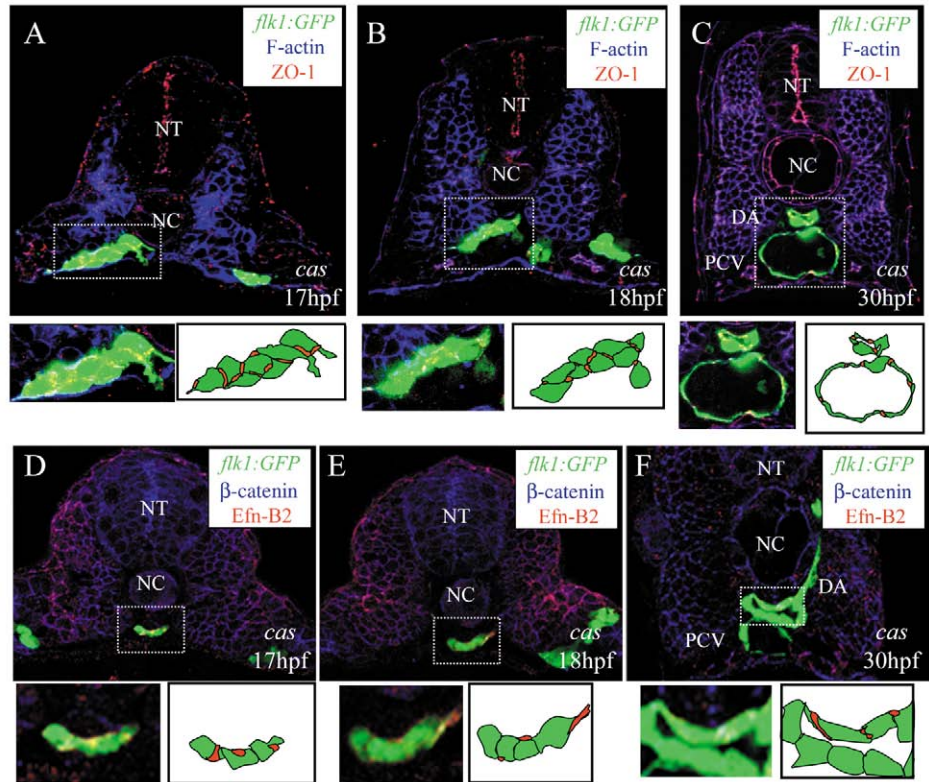 A
flk1:GFP
F-actin
ZO-1
NT
NC
cas
17hpf
B
flk1:GFP
F-actin
ZO-1
NT
NC
cas
18hpf
C
flk1:GFP
F-actin
ZO-1
NT
NC
DA
PCV
cas
30hpf
D
flk1:GFP
β-catenin
Efn-B2
NT
NC
cas
17hpf
E
flk1:GFP
β-catenin
Efn-B2
NT
NC
cas
18hpf
F
flk1:GFP
β-catenin
Efn-B2
NT
NC
DA
PCV
cas
30hpf